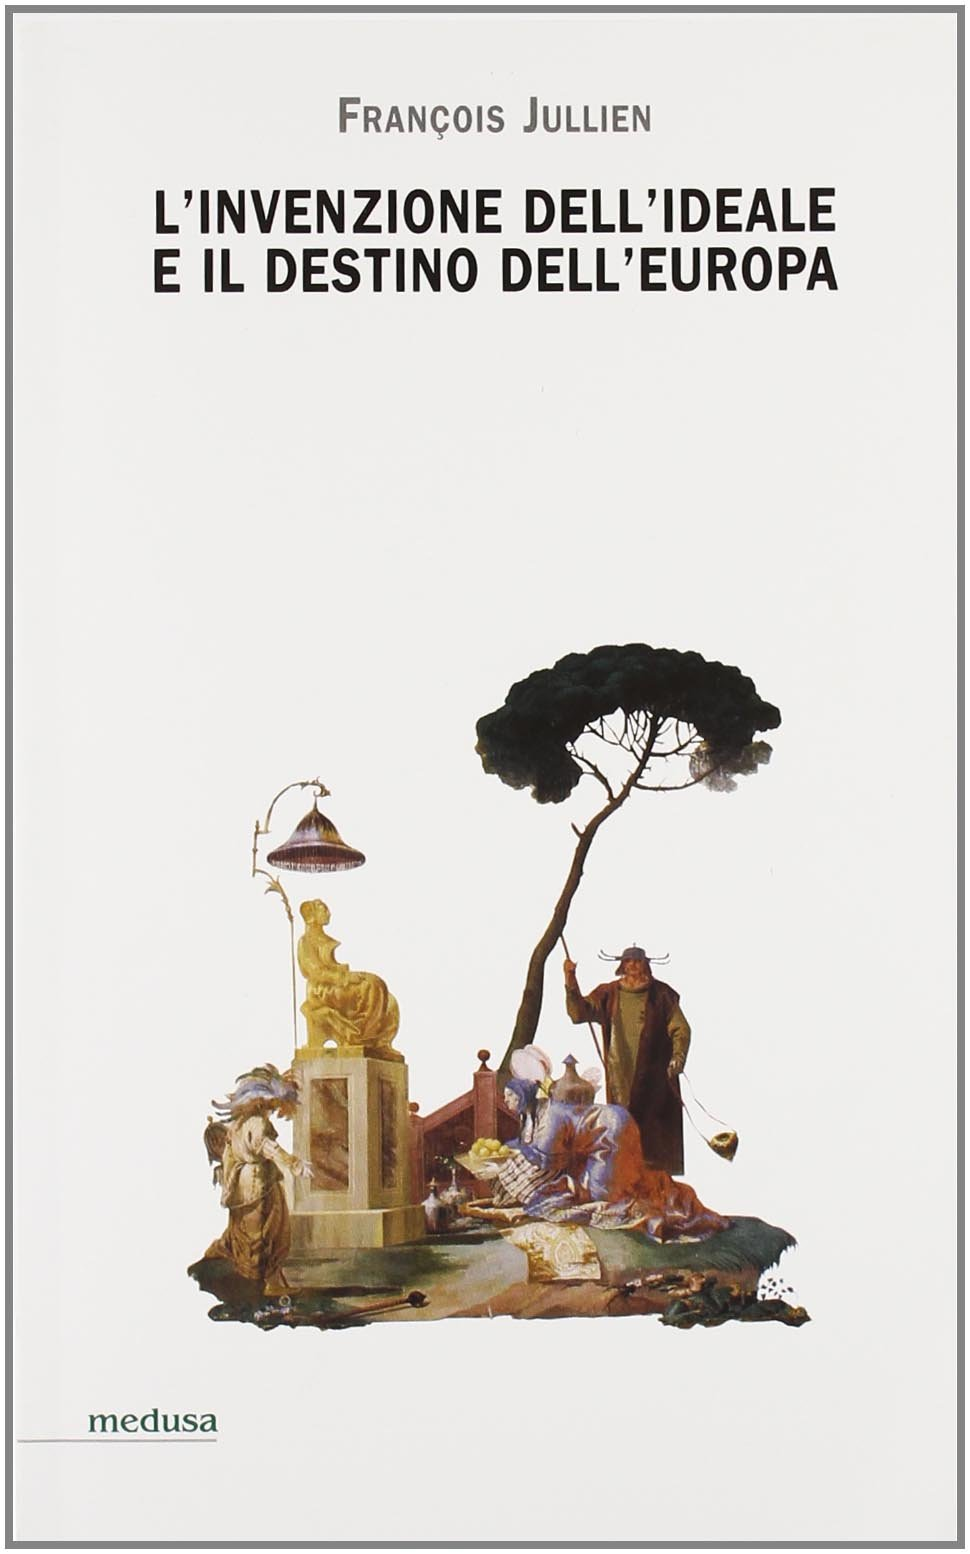 FRANÇOIS JULLIEN
L'INVENZIONE DELL'IDEALE
E IL DESTINO DELL'EUROPA
medusa